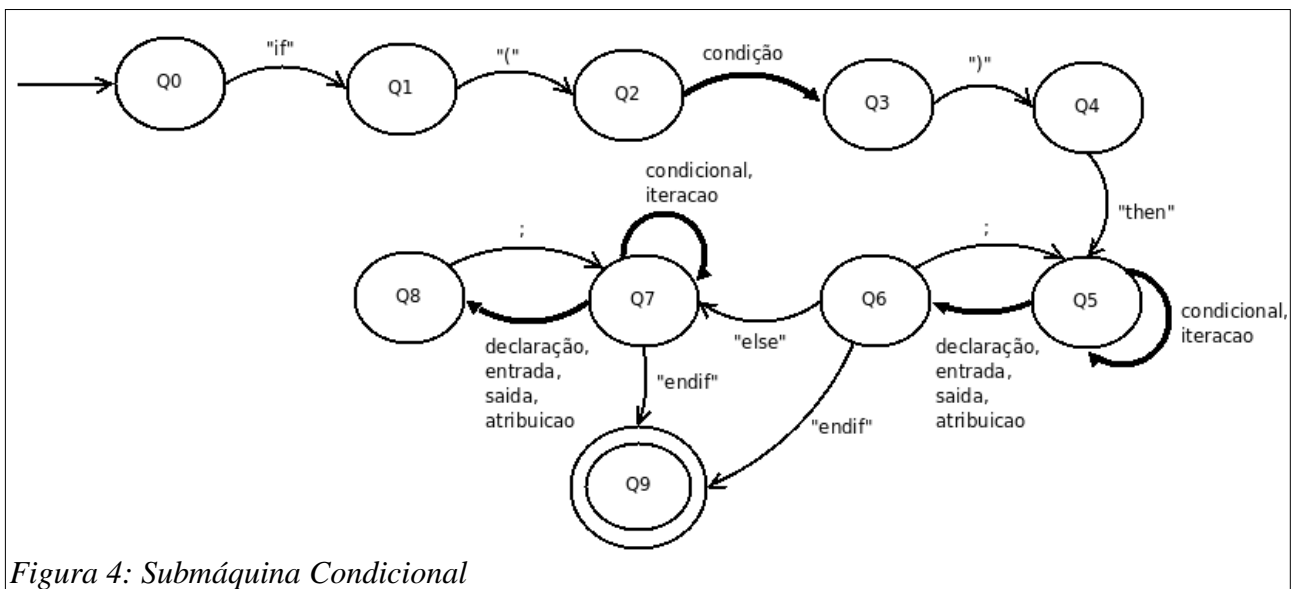 Q0
"if"
Q1
"("
Q2
condição
Q3
")"
Q4
"then"
condicional,
iteracao
Q8
;
Q7
"else"
Q6
;
Q5
condicional,
iteracao
declaração,
entrada,
saida,
atribuicao
"endif"
"endif"
declaração,
entrada,
saida,
atribuicao
Q9
Figura 4: Submáquina Condicional